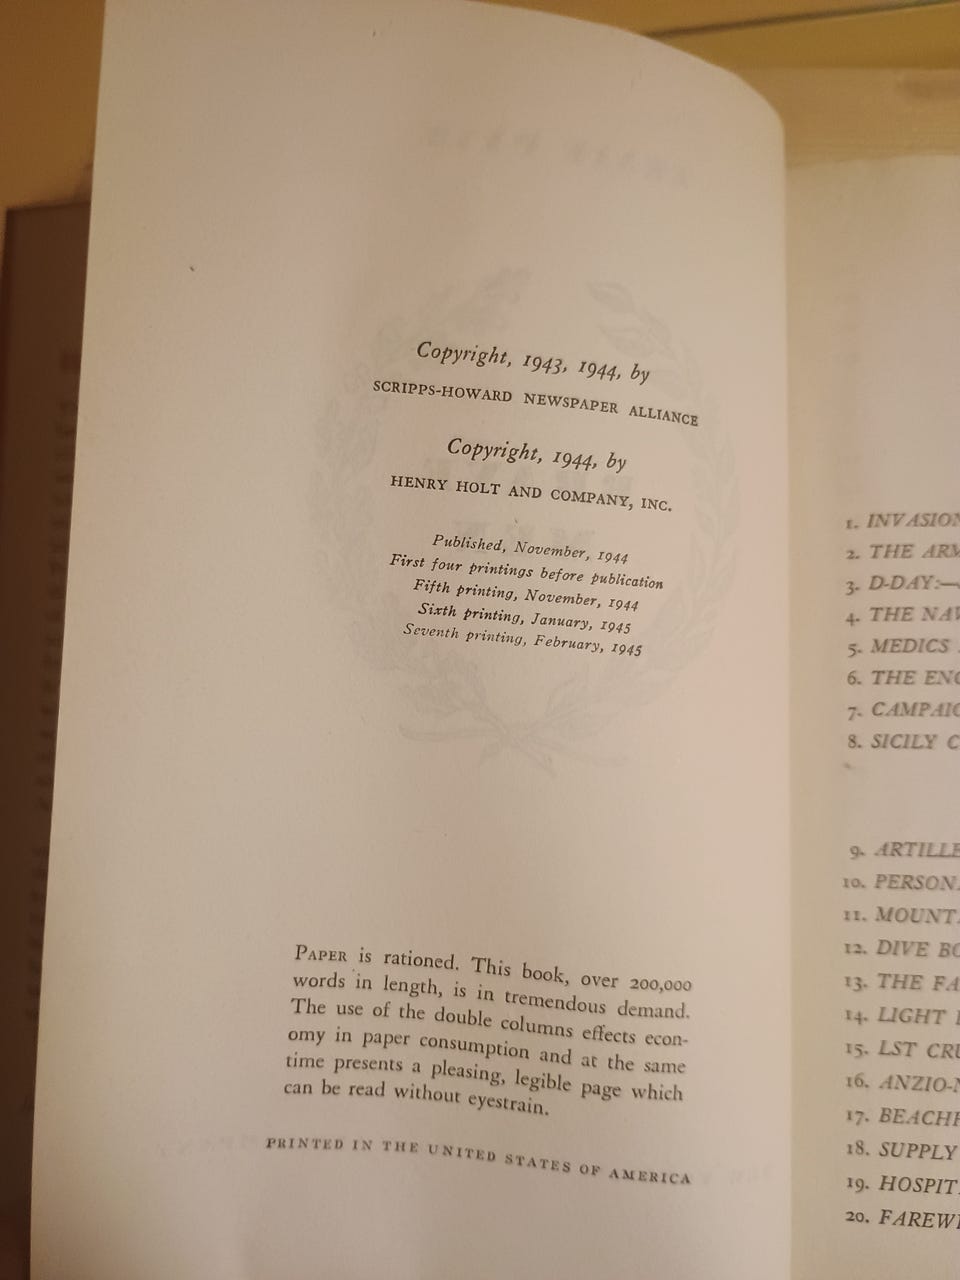 Copyright, 1943, 1944, by
SCRIPPS-HOWARD NEWSPAPER ALLIANCE
Copyright, 1944, by
HENRY HOLT AND COMPANY, INC.
Published, November, 1944
First four printings before publication
Fifth printing, November, 1944
Sixth printing, January, 1945
Seventh printing, February, 1945
PAPER is rationed. This book, over 200,000
words in length, is in tremendous demand.
The use of the double columns effects econ-
omy in paper consumption and at the same
time presents a pleasing, legible page which
can be read without eyestrain.
PRINTED IN THE UNITED STATES OF AMERICA
1. INVASION
2. THE ARM
3. D-DAY:—
4. THE NAV
5. MEDICS
6. THE ENG
7. CAMPAIG
8. SICILY C
9. ARTILLE
10. PERSONA
11. MOUNT
12. DIVE BO
13. THE FA
14. LIGHT
15. LST CRU
16. ANZIO-
17. BEACHH
18. SUPPLY
19. HOSPIT
20. FAREWE